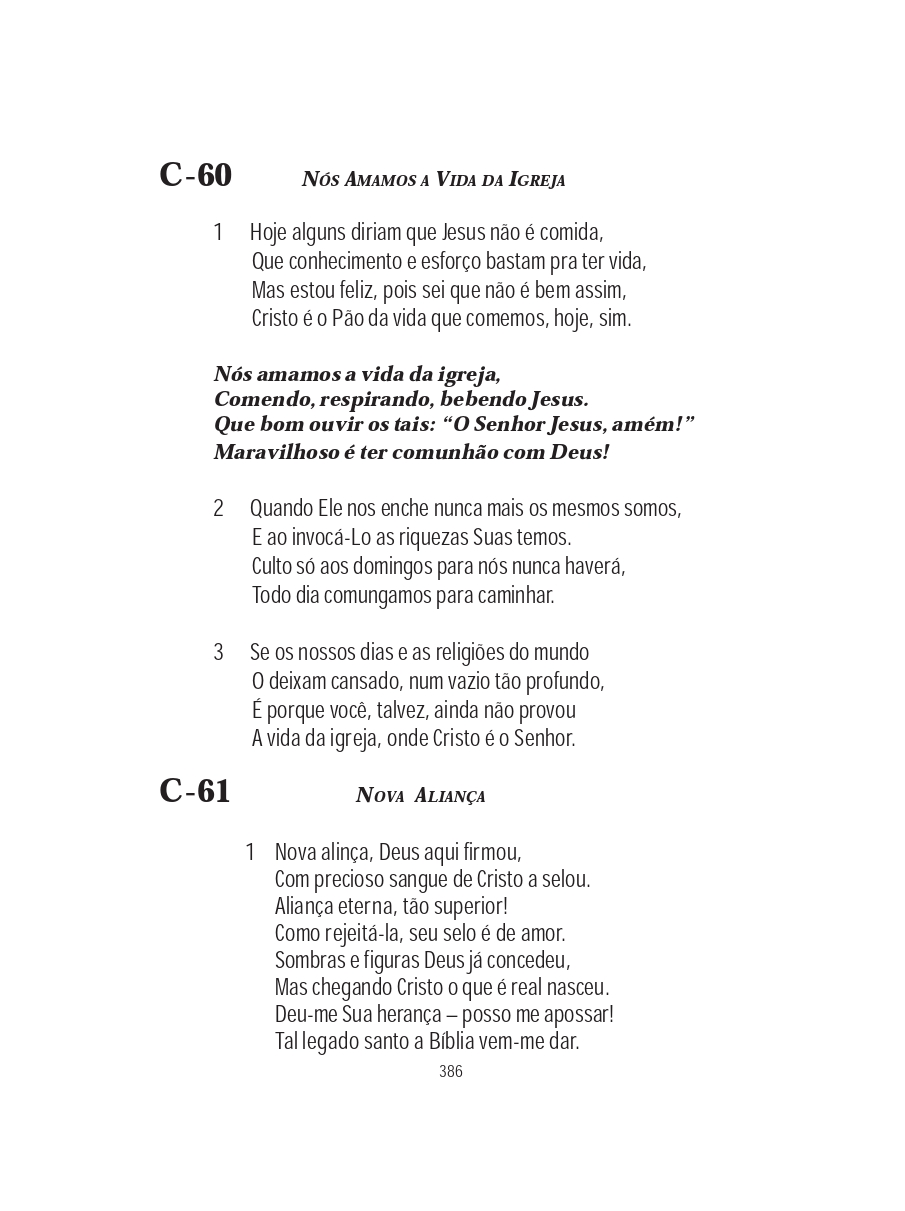 C-60 Nós Amamos a Vida da Igreja
1 Hoje alguns diriam que Jesus não é comida,
Que conhecimento e esforço bastam pra ter vida,
Mas estou feliz, pois sei que não é bem assim,
Cristo é o Pão da vida que comemos, hoje, sim.
Nós amamos a vida da igreja,
Comendo, respirando, bebendo Jesus.
Que bom ouvir os tais: “O Senhor Jesus, amém!”
Maravilhoso é ter comunhão com Deus!
2 Quando Ele nos enche nunca mais os mesmos somos,
E ao invocá-Lo as riquezas Suas temos.
Culto só aos domingos para nós nunca haverá,
Todo dia comungamos para caminhar.
3 Se os nossos dias e as religiões do mundo
O deixam cansado, num vazio tão profundo,
É porque você, talvez, ainda não provou
A vida da igreja, onde Cristo é o Senhor.
C-61 Nova Aliança
1 Nova alinça, Deus aqui firmou,
Com precioso sangue de Cristo a selou.
Aliança eterna, tão superior!
Como rejeitá-la, seu selo é de amor.
Sombras e figuras Deus já concedeu,
Mas chegando Cristo o que é real nasceu.
Deu-me Sua herança – posso me apossar!
Tal legado santo a Bíblia vem-me dar.
386